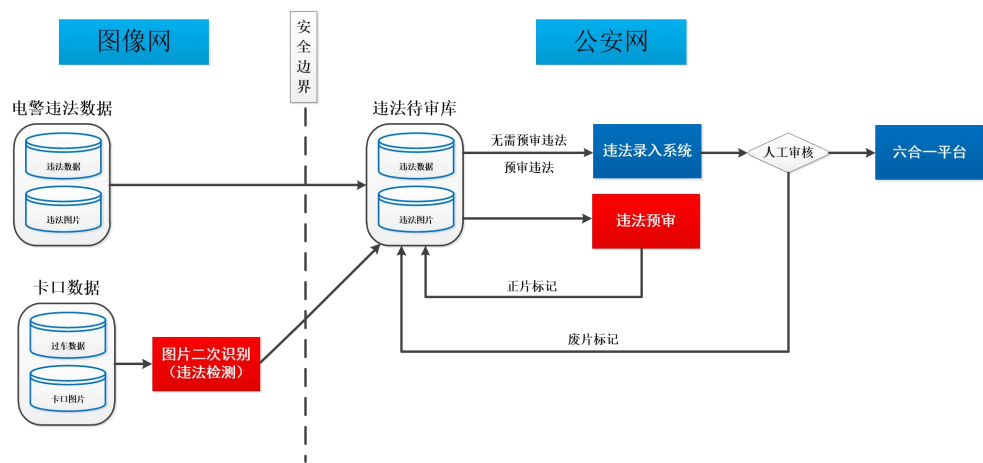 图像网
安全边界
公安网
电警违法数据
违法数据
违法图片
违法待审库
违法数据
违法图片
无需预审违法
预审违法
违法录入系统
人工审核
六合一平台
违法预审
正片标记
废片标记
卡口数据
过车数据
卡口图片
图片二次识别
（违法检测）